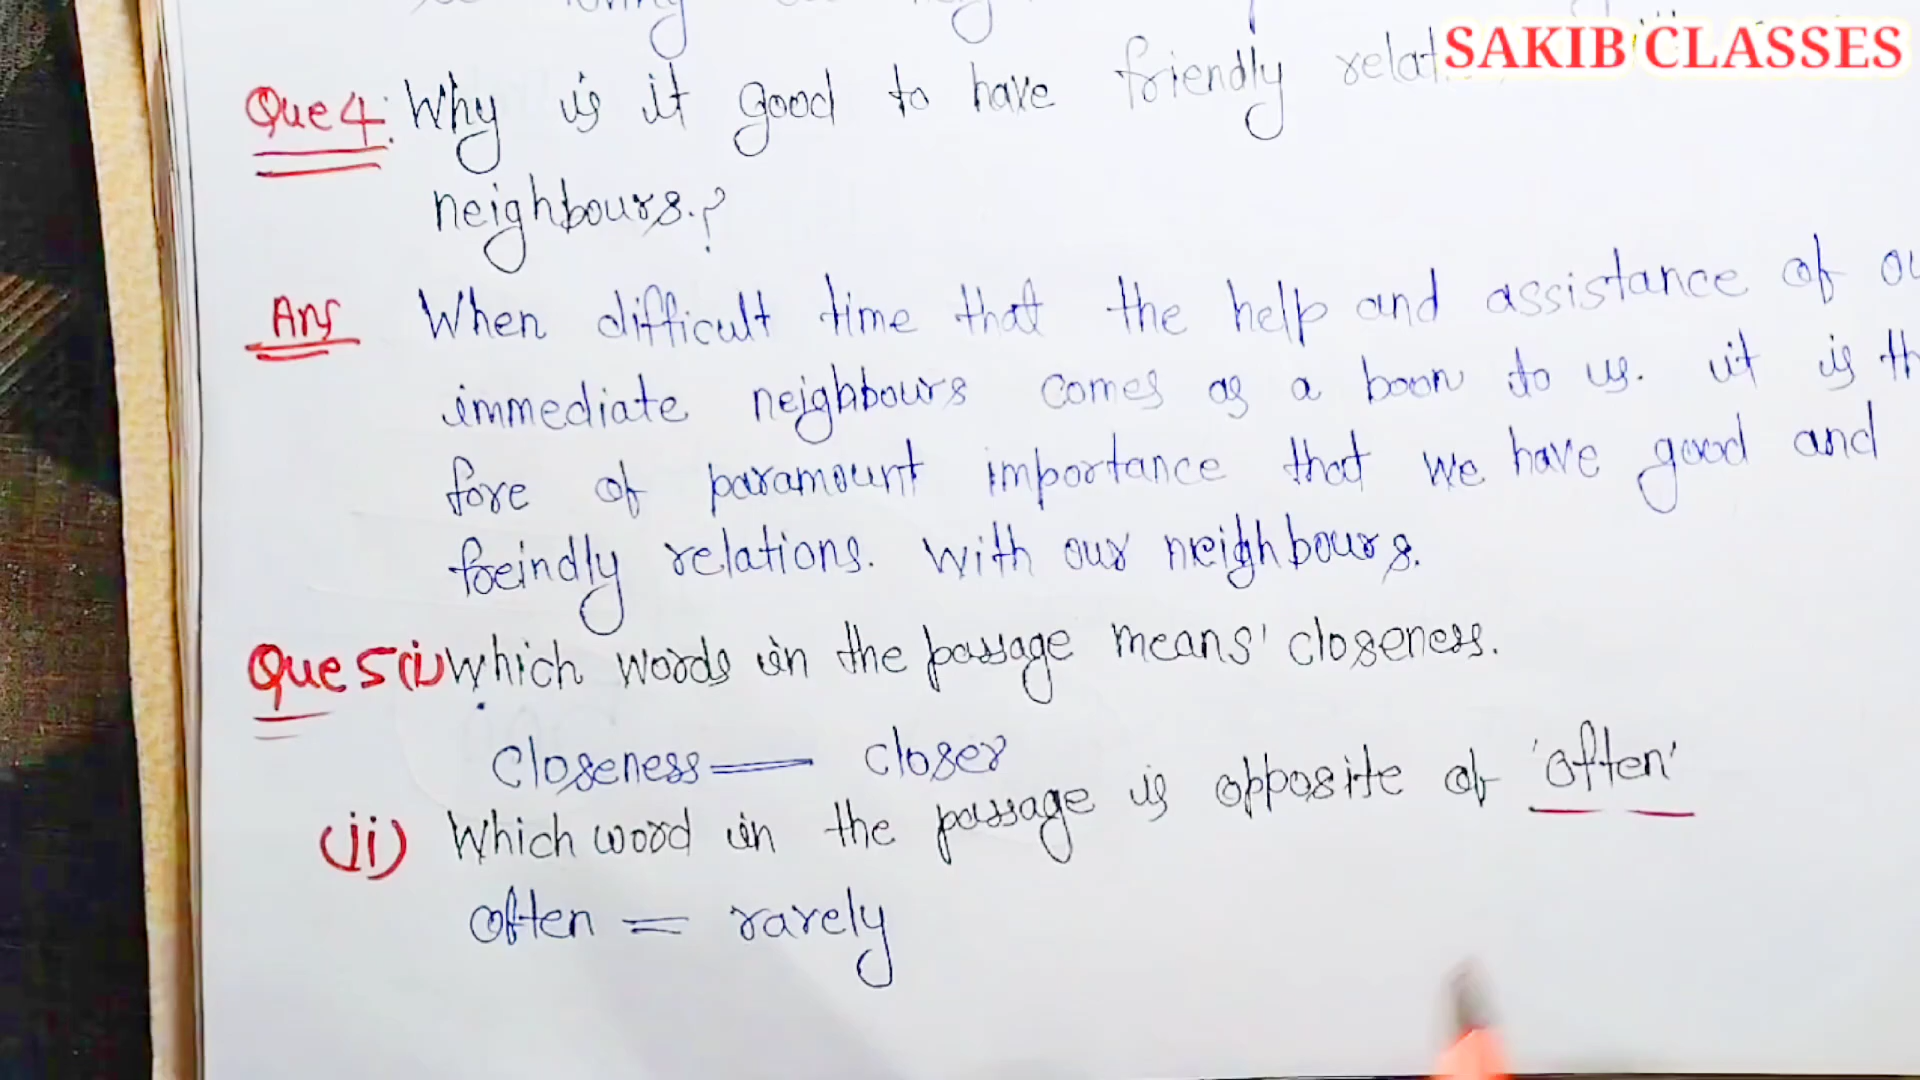 SAKIB CLASSES
Que 4: Why is it good to have friendly
neighbours.?
Ans When difficult time that the help and assistance of
immediate neighbours comes as a boon to us. it is
fore of paramount importance that we have good and
freindly relations. With our neighbours.
Que 5(i) Which words in the passage means' closeness.
Closeness — closer
(ii) Which word in the passage is opposite of 'often'
often = rarely